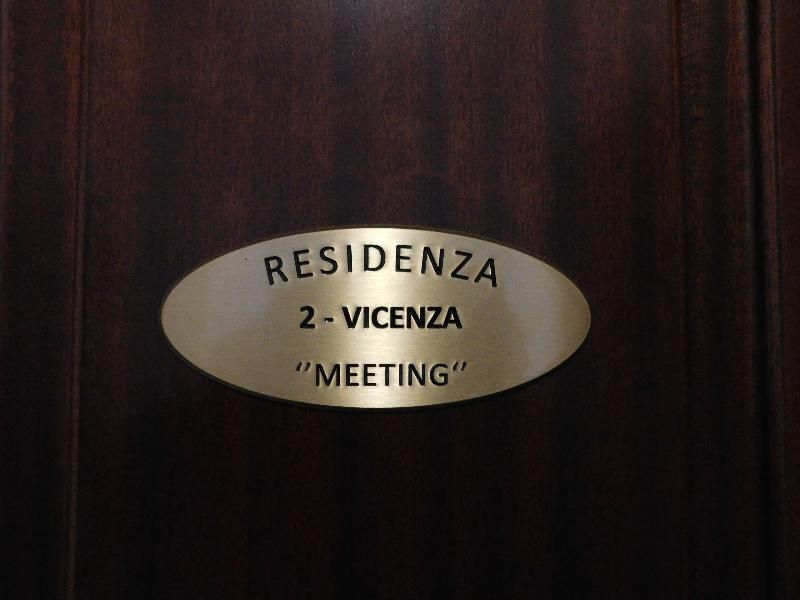 RESIDENZA
2 - VICENZA
‘’MEETING‘’